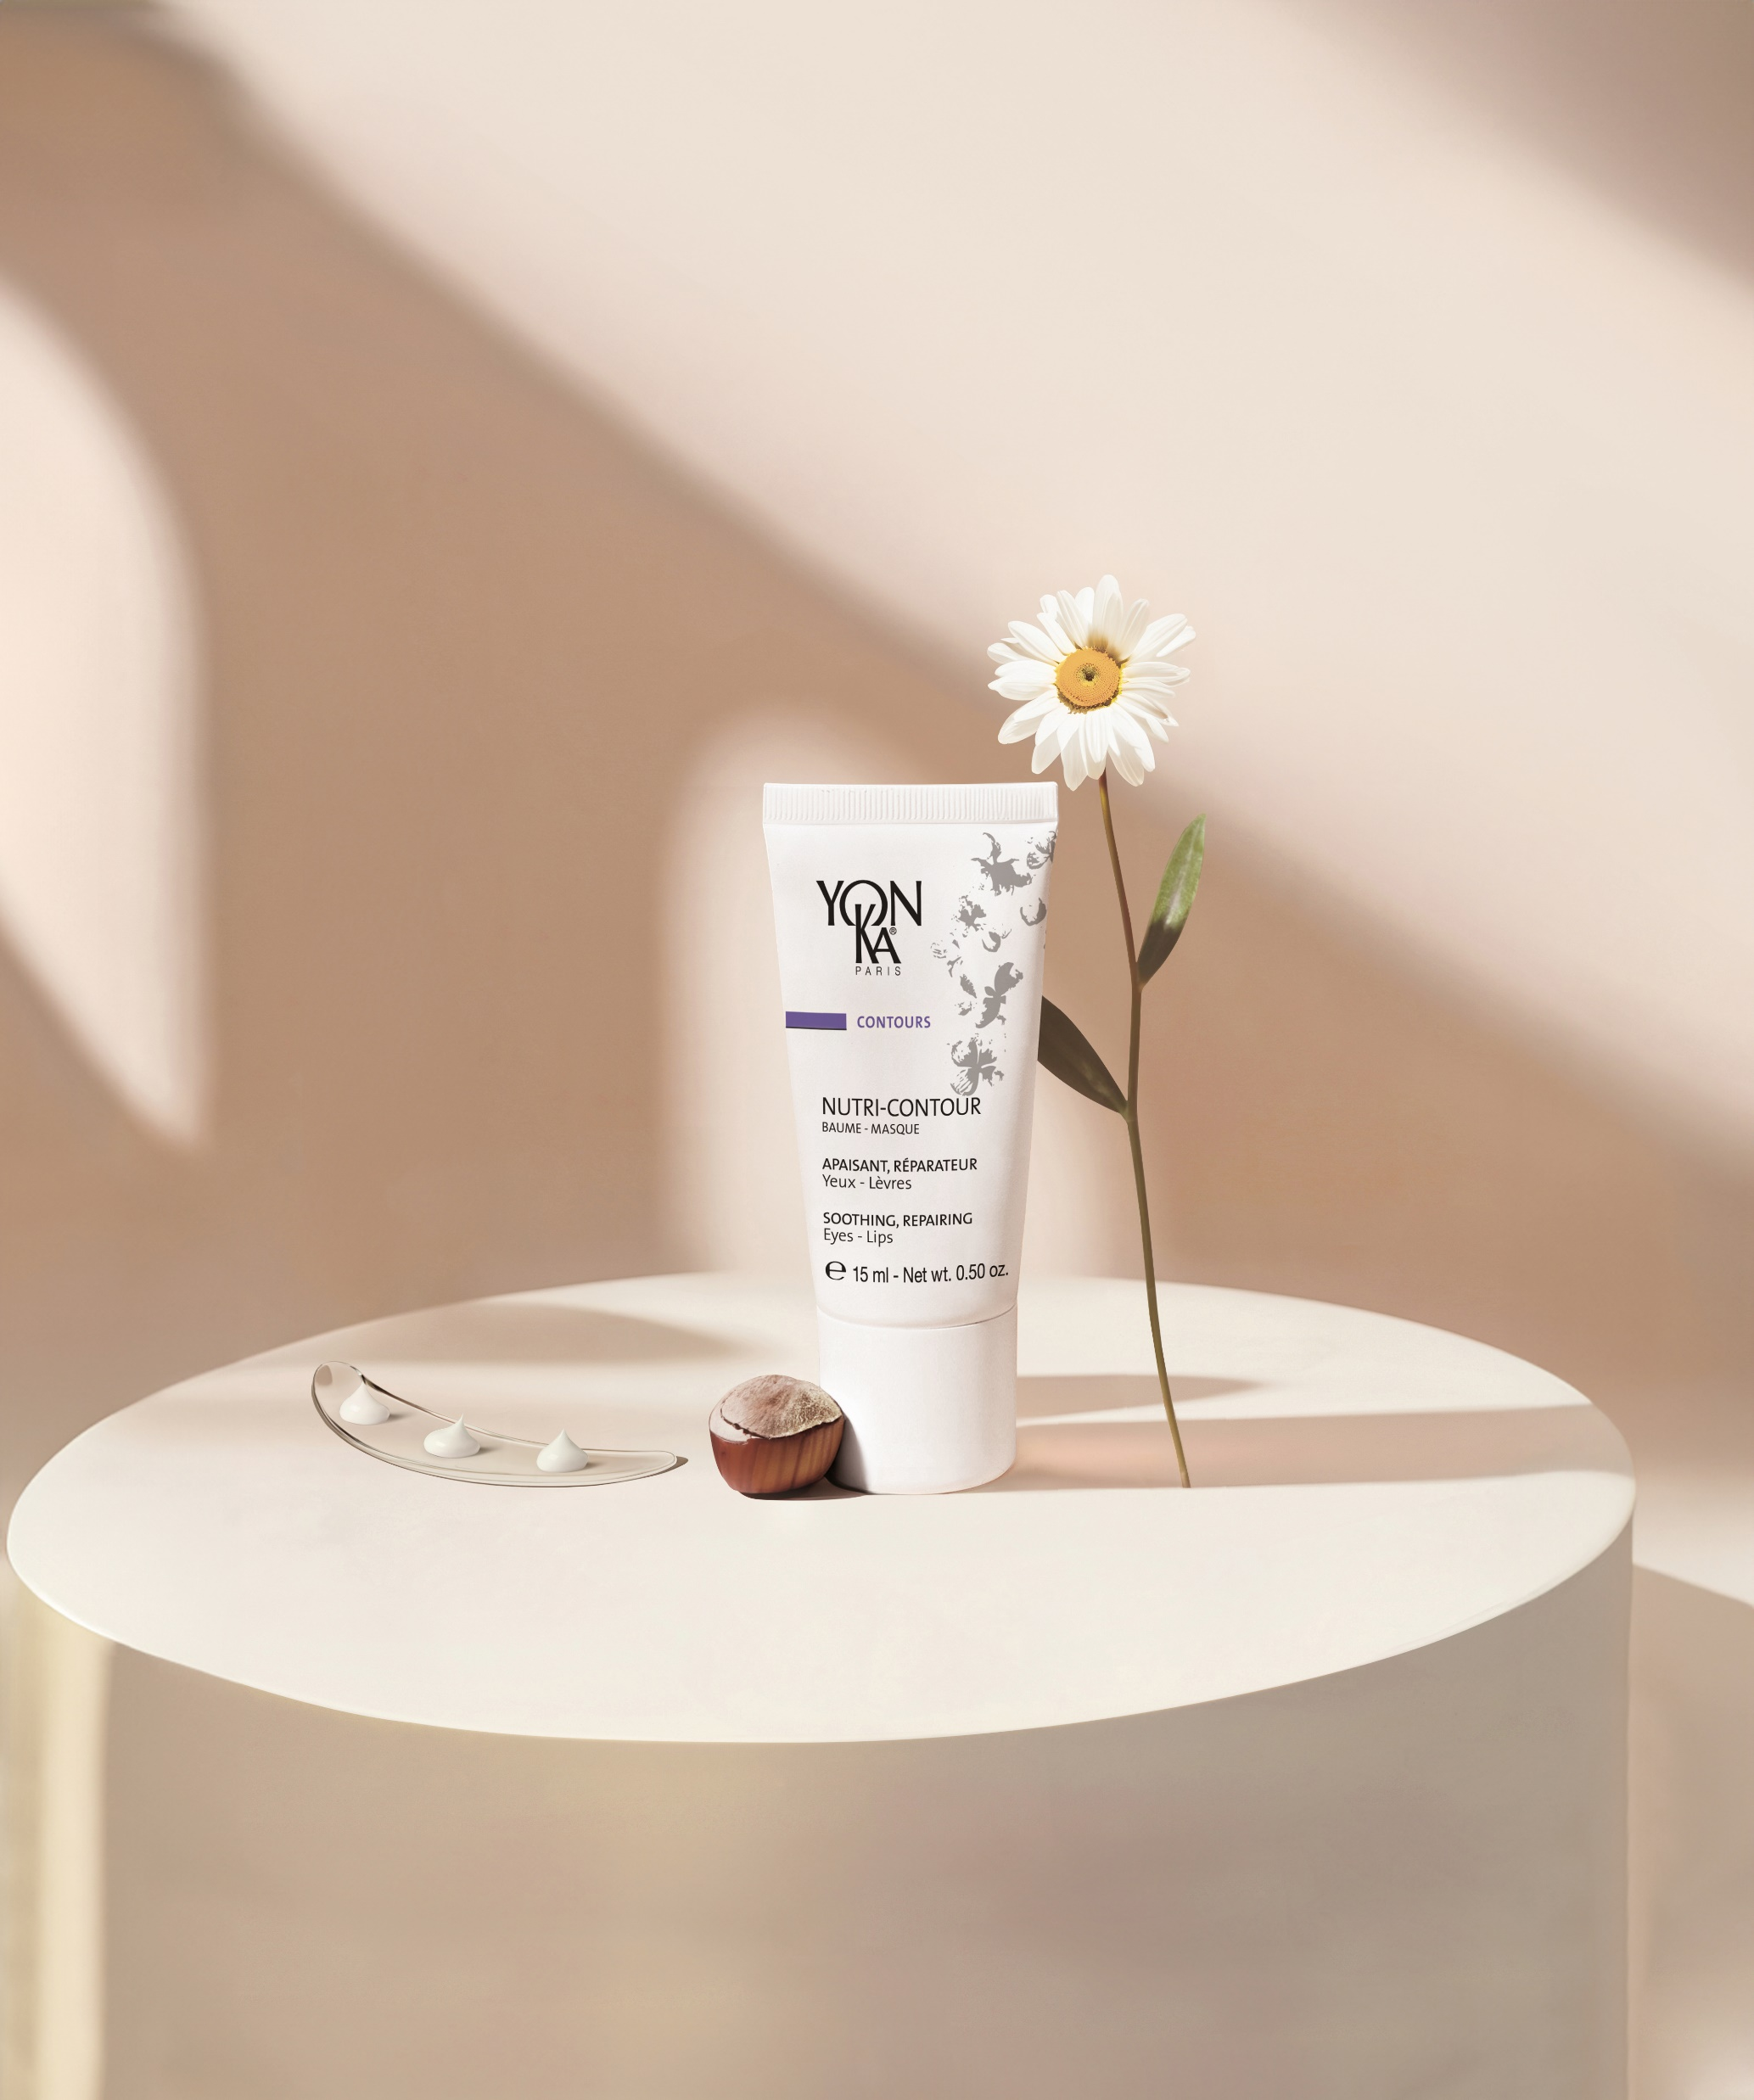 YON
KA®
PARIS
CONTOURS
NUTRI-CONTOUR
BAUME - MASQUE
APAISANT, RÉPARATEUR
Yeux - Lèvres
SOOTHING, REPAIRING
Eyes - Lips
℮ 15 ml - Net wt. 0.50 oz.